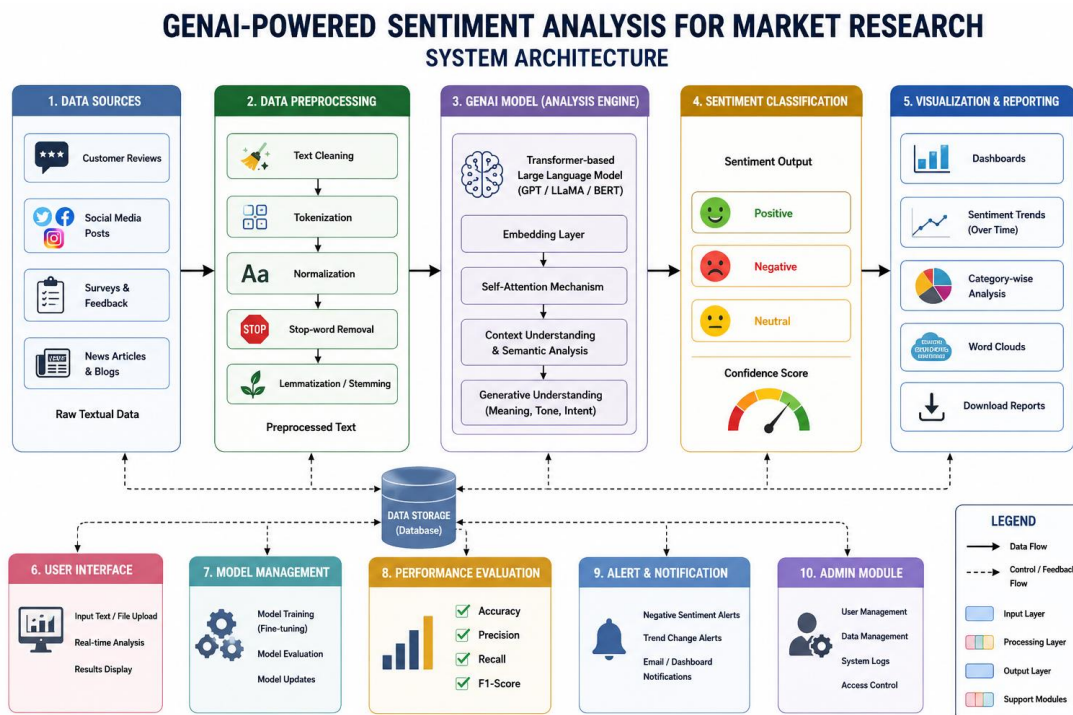 GENAI-POWERED SENTIMENT ANALYSIS FOR MARKET RESEARCH
SYSTEM ARCHITECTURE
1. DATA SOURCES
Customer Reviews
Social Media
Posts
Surveys &
Feedback
NEWS
News Articles
& Blogs
Raw Textual Data
2. DATA PREPROCESSING
Text Cleaning
Tokenization
Aa
Normalization
STOP
Stop-word Removal
Lemmatization / Stemming
Preprocessed Text
3. GENAI MODEL (ANALYSIS ENGINE)
Transformer-based
Large Language Model
(GPT / LLaMA / BERT)
Embedding Layer
Self-Attention Mechanism
Context Understanding
& Semantic Analysis
Generative Understanding
(Meaning, Tone, Intent)
4. SENTIMENT CLASSIFICATION
Sentiment Output
Positive
Negative
Neutral
Confidence Score
5. VISUALIZATION & REPORTING
Dashboards
Sentiment Trends
(Over Time)
Category-wise
Analysis
Word Clouds
Download Reports
DATA STORAGE
(Database)
6. USER INTERFACE
Input Text / File Upload
Real-time Analysis
Results Display
7. MODEL MANAGEMENT
Model Training
(Fine-tuning)
Model Evaluation
Model Updates
8. PERFORMANCE EVALUATION
Accuracy
Precision
Recall
F1-Score
9. ALERT & NOTIFICATION
Negative Sentiment Alerts
Trend Change Alerts
Email / Dashboard
Notifications
10. ADMIN MODULE
User Management
Data Management
System Logs
Access Control
LEGEND
Data Flow
Control / Feedback
Flow
Input Layer
Processing Layer
Output Layer
Support Modules